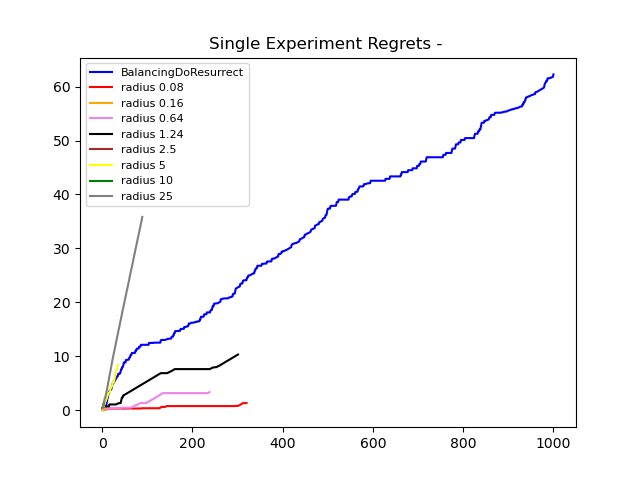 Single Experiment Regrets -
BalancingDoResurrect
radius 0.08
radius 0.16
radius 0.64
radius 1.24
radius 2.5
radius 5
radius 10
radius 25
60
50
40
30
20
10
0
0 200 400 600 800 1000